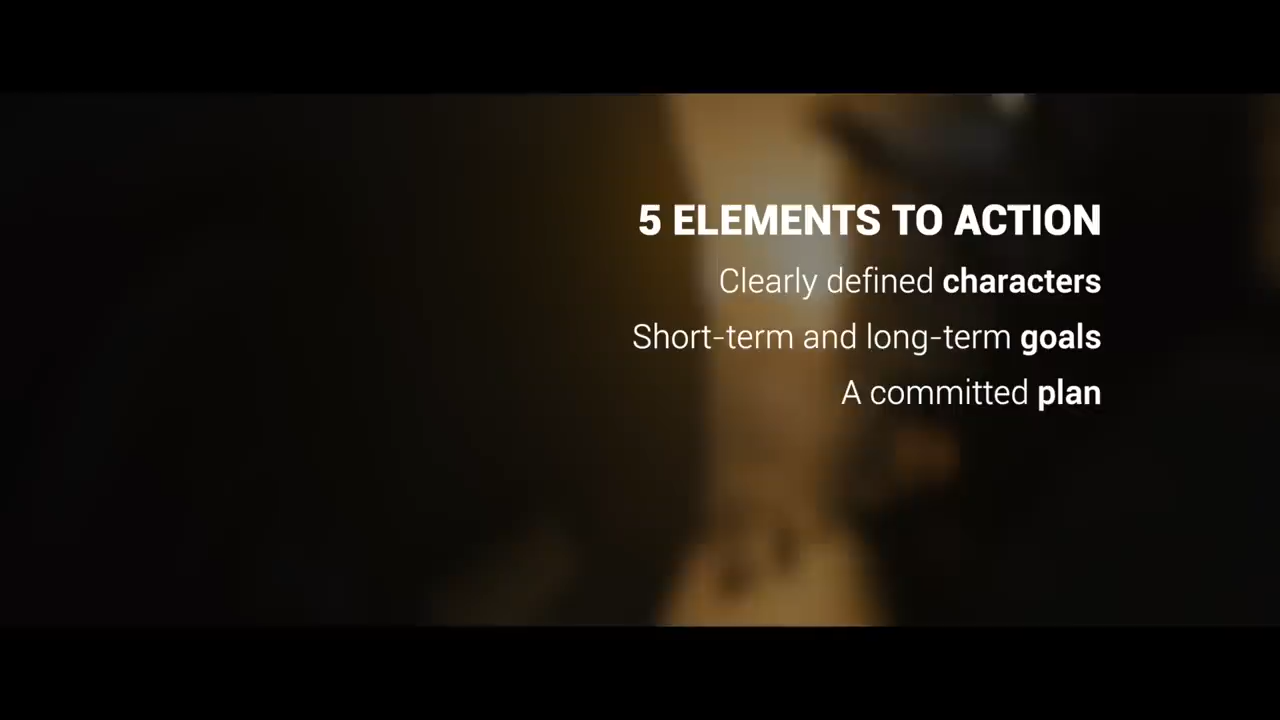 5 ELEMENTS TO ACTION
Clearly defined characters
Short-term and long-term goals
A committed plan